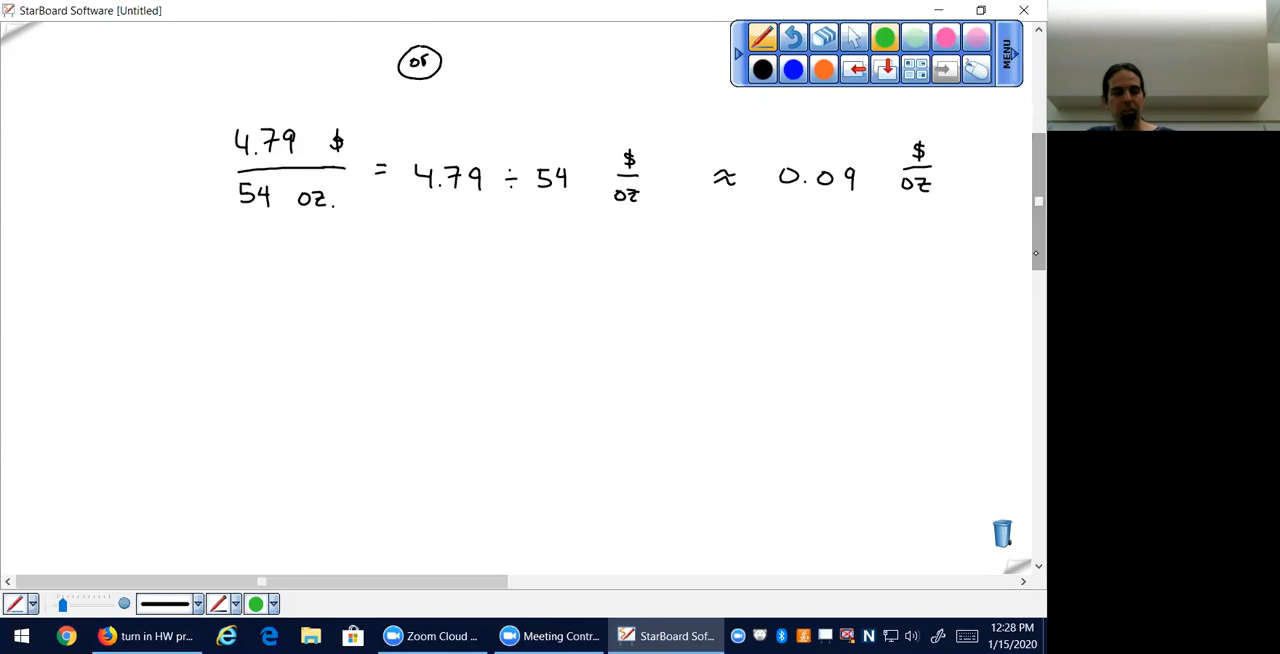 StarBoard Software [Untitled]
MENU
or
4.79 $ / 54 oz. = 4.79 ÷ 54 $/oz ≈ 0.09 $/oz
turn in HW pr...
Zoom Cloud ...
Meeting Contr...
StarBoard Sof...
12:28 PM
1/15/2020